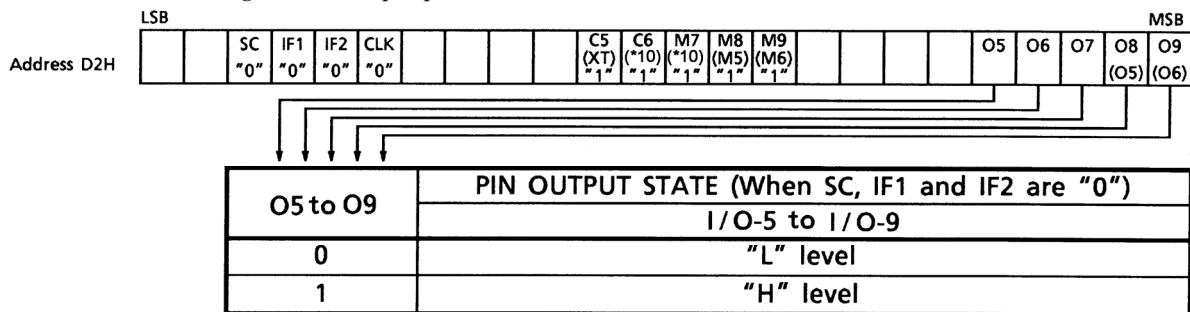 LSB MSB
Address D2H
SC IF1 IF2 CLK C5 C6 M7 M8 M9 O5 O6 O7 O8 O9
(XT) (*10) (*10) (M5) (M6) (O5) (O6)
"0" "0" "0" "0" "1" "1" "1" "1" "1"
O5 to O9
PIN OUTPUT STATE (When SC, IF1 and IF2 are "0")
I/O-5 to I/O-9
0 "L" level
1 "H" level